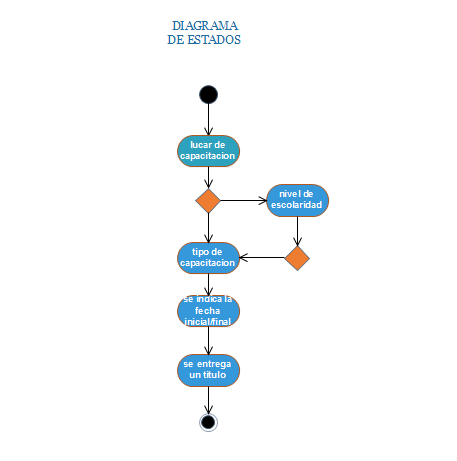 DIAGRAMA
DE ESTADOS
lucar de
capacitacion
nivel de
escolaridad
tipo de
capacitacion
se indica la
fecha
inicial/final
se entrega
un titulo